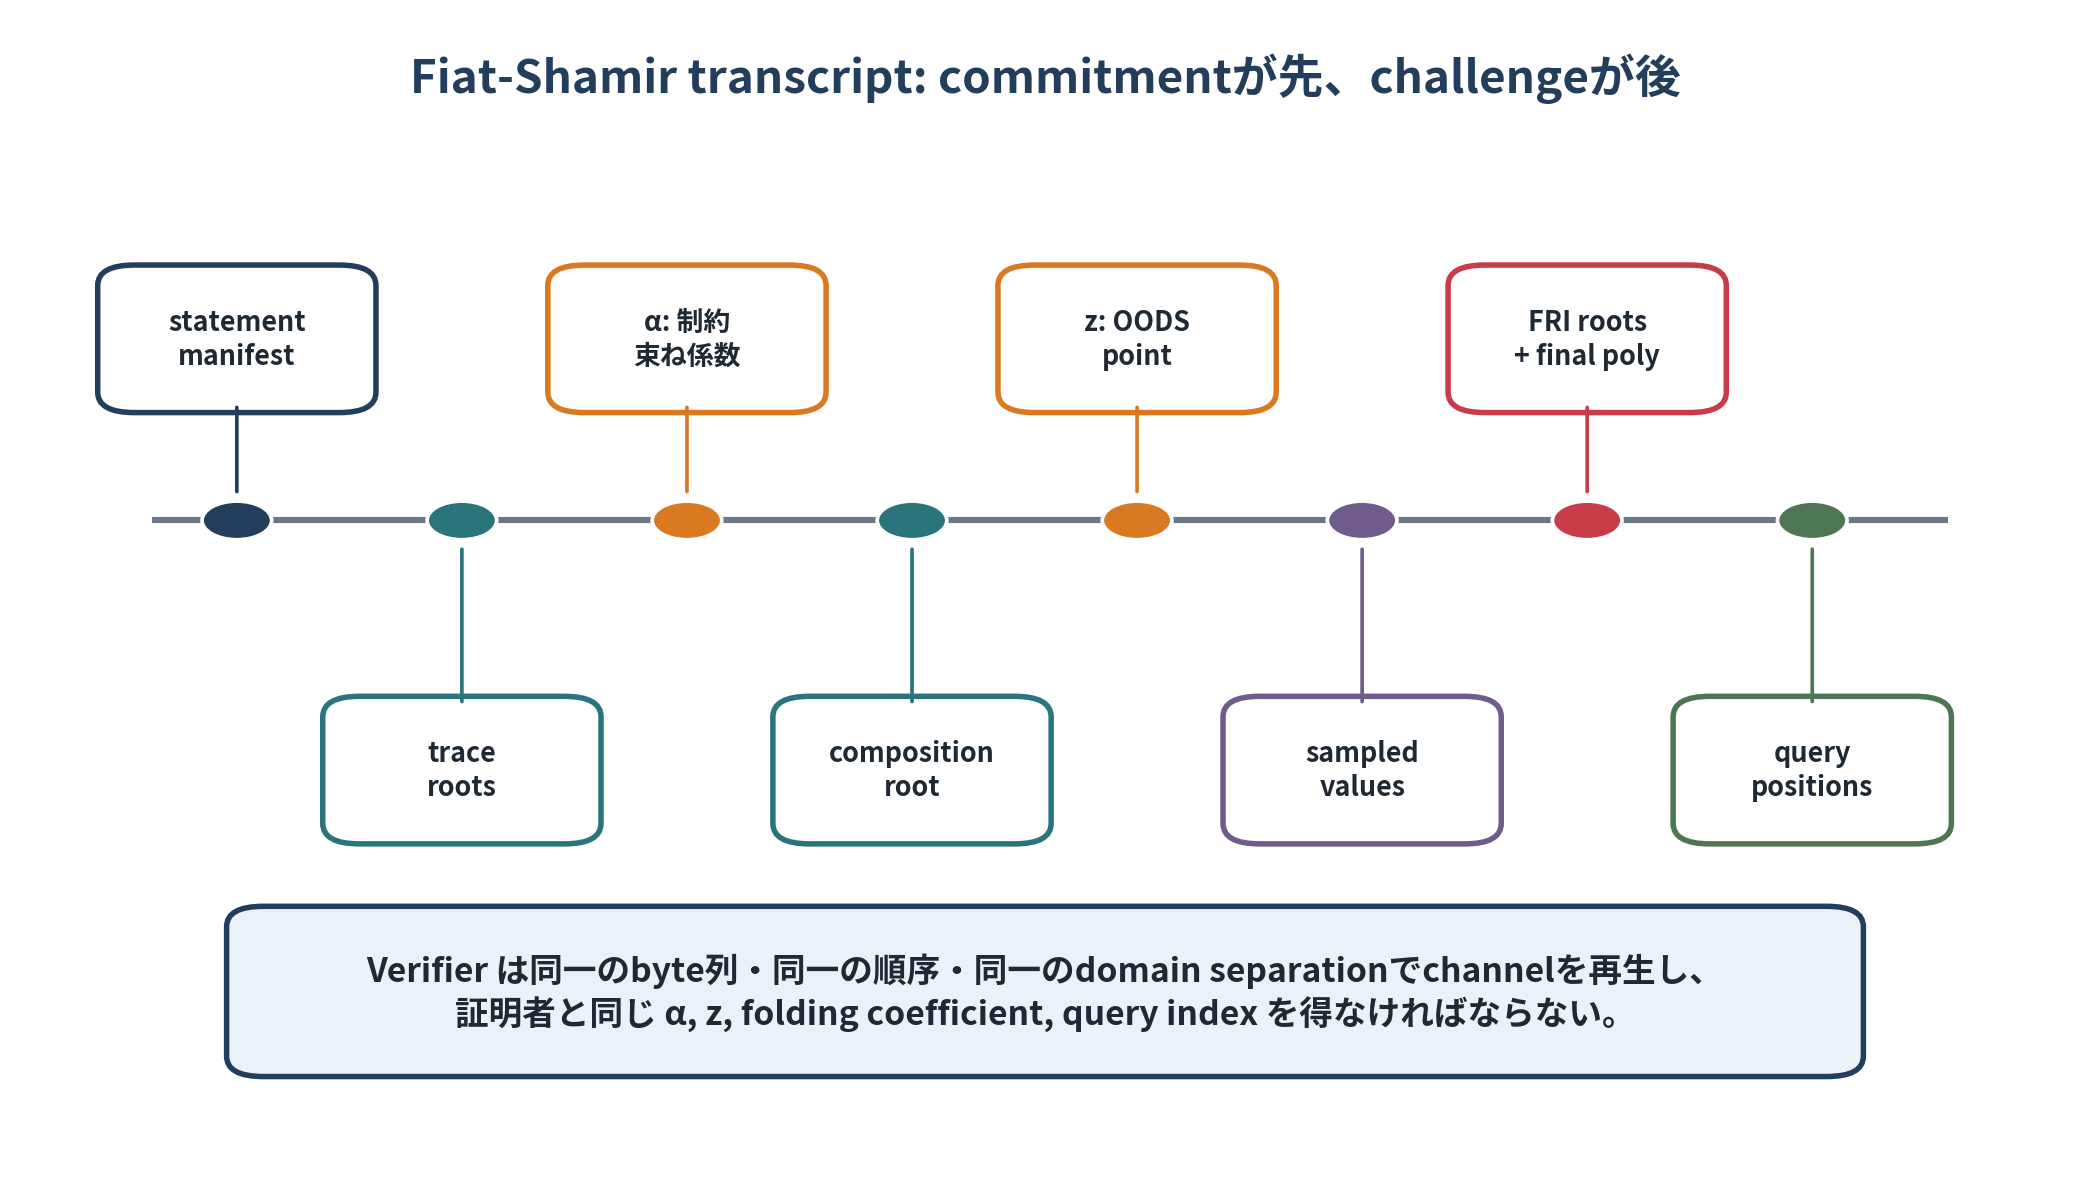 Fiat-Shamir transcript: commitmentが先、challengeが後
statement
manifest
α: 制約
束ね係数
z: OODS
point
FRI roots
+ final poly
trace
roots
composition
root
sampled
values
query
positions
Verifier は同一のbyte列・同一の順序・同一のdomain separationでchannelを再生し、
証明者と同じ α, z, folding coefficient, query index を得なければならない。